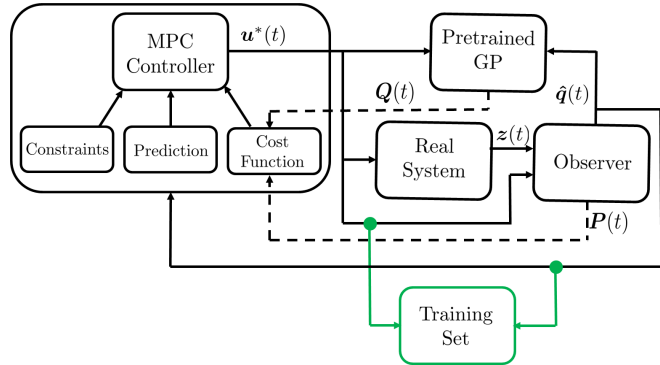 MPC
Controller
u*(t)
Pretrained
GP
Q(t)
q̂(t)
Constraints
Prediction
Cost
Function
Real
System
z(t)
Observer
P(t)
Training
Set